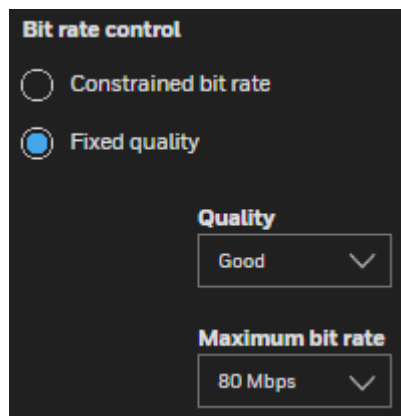 Bit rate control
Constrained bit rate
Fixed quality
Quality
Good
Maximum bit rate
80 Mbps